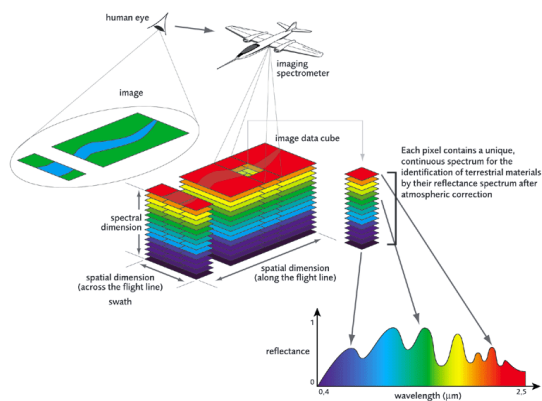 human eye
imaging
spectrometer
image
image data cube
Each pixel contains a unique,
continuous spectrum for the
identification of terrestrial materials
by their reflectance spectrum after
atmospheric correction
spectral
dimension
spatial dimension
(across the flight line)
swath
spatial dimension
(along the flight line)
1
reflectance
0
0,4
2,5
wavelength (μm)